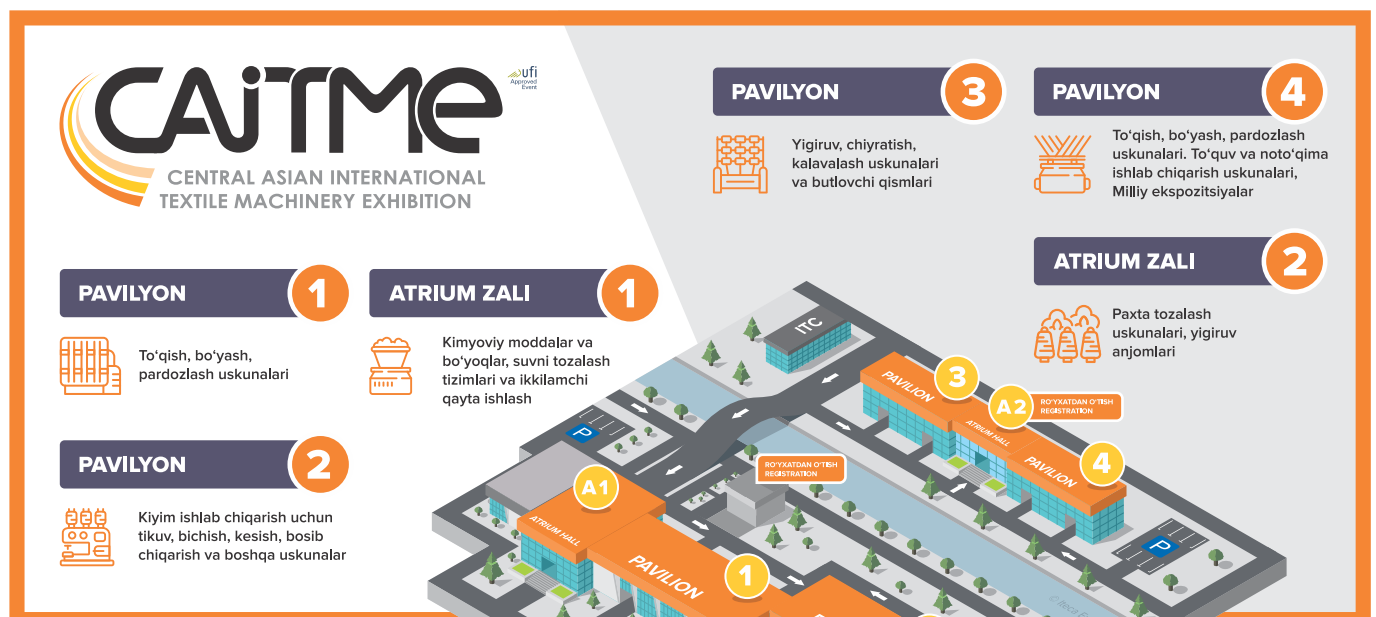 CAiTMe
ufi
Approved
Event
CENTRAL ASIAN INTERNATIONAL
TEXTILE MACHINERY EXHIBITION
PAVILYON 1
To‘qish, bo‘yash,
pardozlash uskunalari
ATRIUM ZALI 1
Kimyoviy moddalar va
bo‘yoqlar, suvni tozalash
tizimlari va ikkilamchi
qayta ishlash
PAVILYON 2
Kiyim ishlab chiqarish uchun
tikuv, bichish, kesish, bosib
chiqarish va boshqa uskunalar
PAVILYON 3
Yigiruv, chiyratish,
kalavalash uskunalari
va butlovchi qismlari
PAVILYON 4
To‘qish, bo‘yash, pardozlash
uskunalari. To‘quv va noto‘qima
ishlab chiqarish uskunalari,
Milliy ekspozitsiyalar
ATRIUM ZALI 2
Paxta tozalash
uskunalari, yigiruv
anjomlari
ITC
PAVILION
3
A2
RO‘YXATDAN O‘TISH
REGISTRATION
ATRIUM HALL
PAVILION
4
P
RO‘YXATDAN O‘TISH
REGISTRATION
A1
ATRIUM HALL
PAVILION
1
P